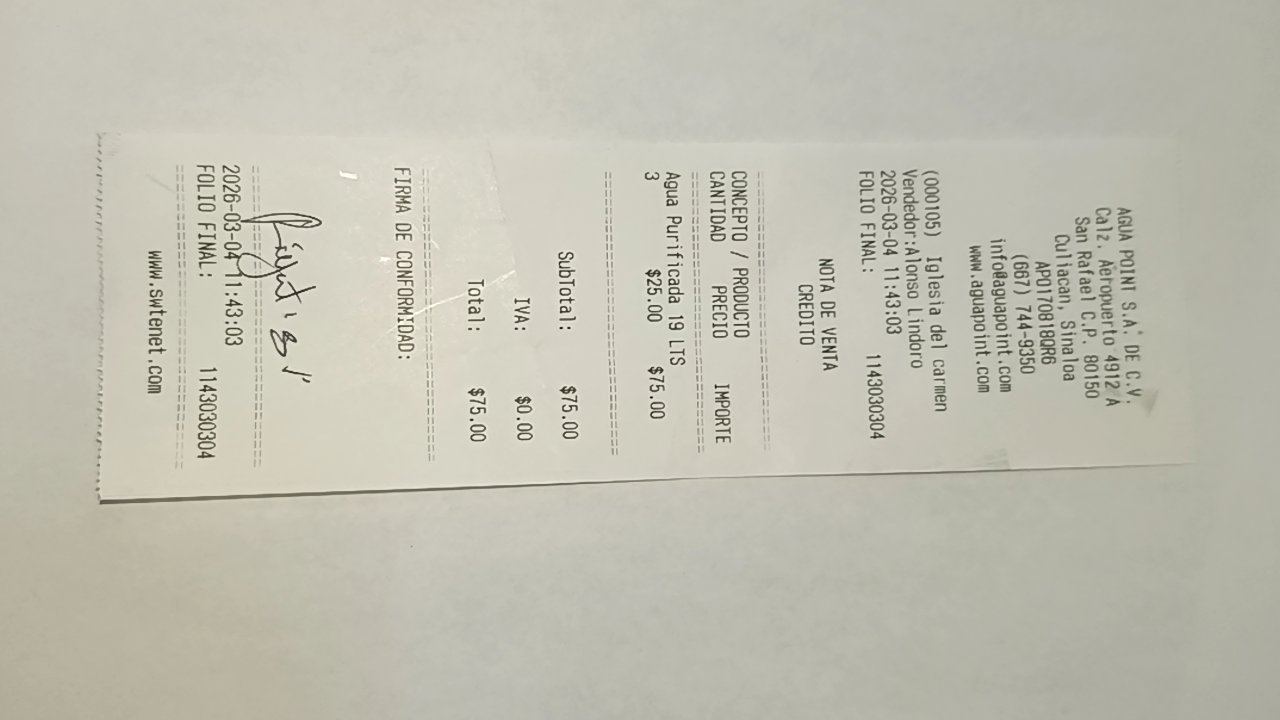 AGUA POINT S.A. DE C.V.
Calz. Aeropuerto 4912 A
San Rafael C.P. 80150
Culiacan, Sinaloa
APO170818QR6
(667) 744-9350
info@aguapoint.com
www.aguapoint.com
(000105) Iglesia del carmen
Vendedor:Alonso Lindoro
2026-03-04 11:43:03
FOLIO FINAL: 1143030304
NOTA DE VENTA
CREDITO
CONCEPTO / PRODUCTO
CANTIDAD PRECIO IMPORTE
Agua Purificada 19 LTS
3 $25.00 $75.00
SubTotal: $75.00
IVA: $0.00
Total: $75.00
FIRMA DE CONFORMIDAD:
2026-03-04 11:43:03
FOLIO FINAL: 1143030304
www.swtenet.com